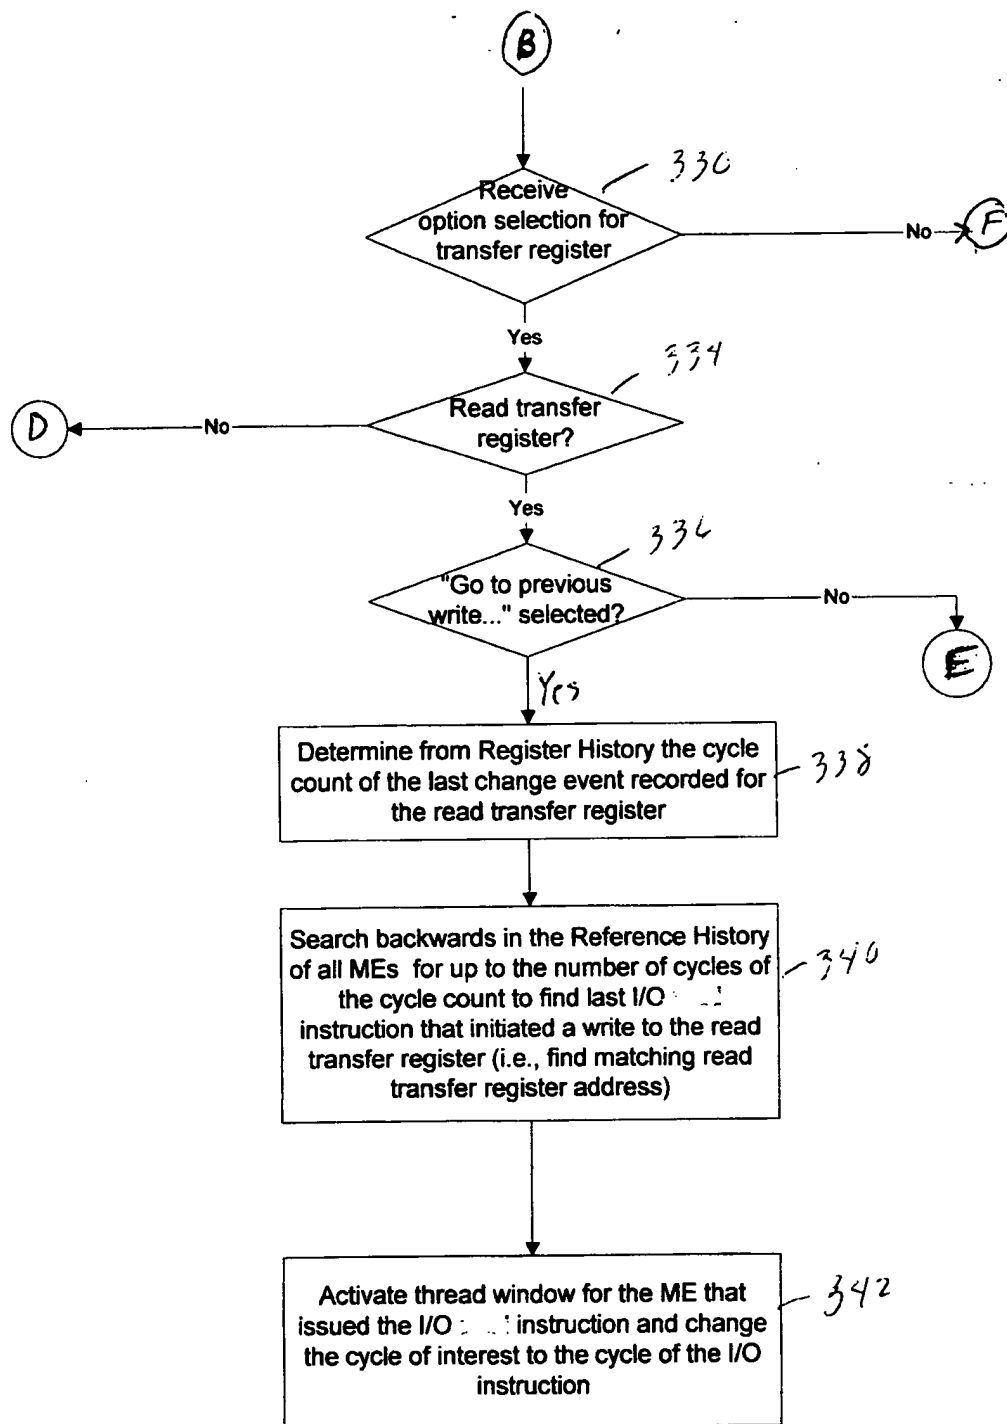 B
330
Receive
option selection for
transfer register
No
F
Yes
334
Read transfer
register?
D
No
Yes
336
"Go to previous
write..." selected?
No
E
Yes
Determine from Register History the cycle
count of the last change event recorded for
the read transfer register
338
Search backwards in the Reference History
of all MEs for up to the number of cycles of
the cycle count to find last I/O
instruction that initiated a write to the read
transfer register (i.e., find matching read
transfer register address)
340
Activate thread window for the ME that
issued the I/O instruction and change
the cycle of interest to the cycle of the I/O
instruction
342